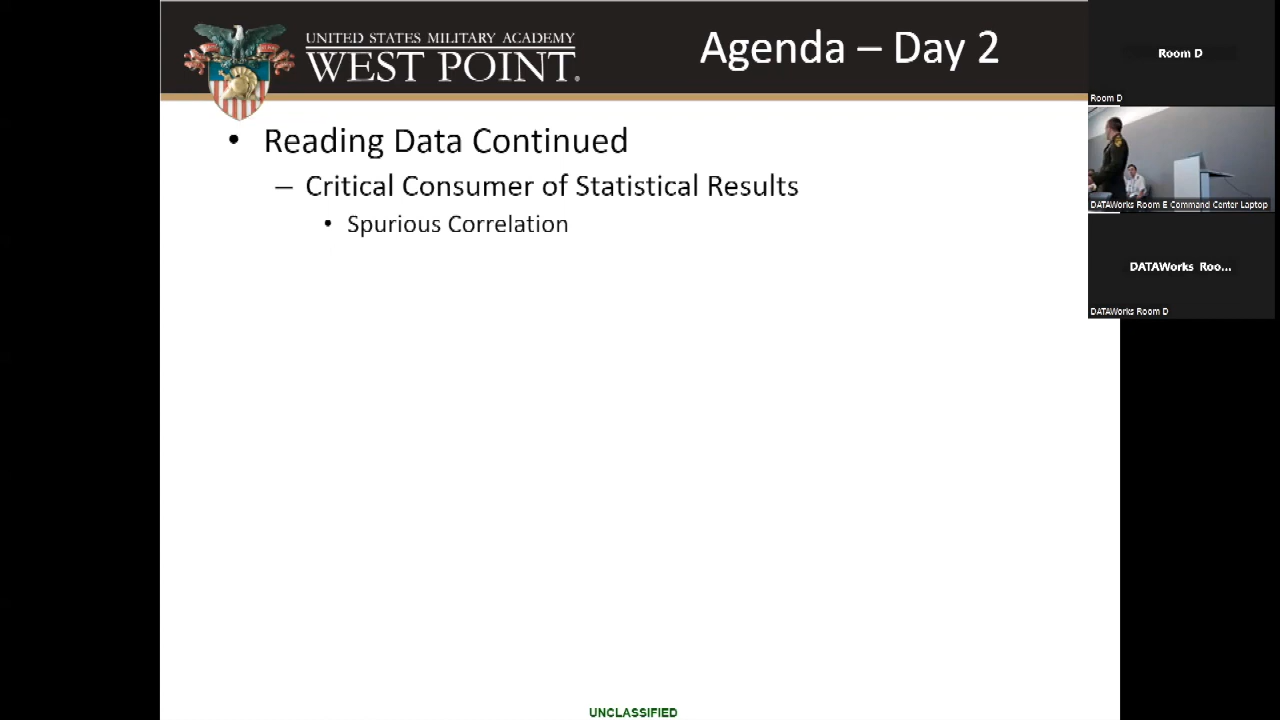 UNITED STATES MILITARY ACADEMY
WEST POINT.
Agenda – Day 2
• Reading Data Continued
– Critical Consumer of Statistical Results
• Spurious Correlation
UNCLASSIFIED
Room D
Room D
DATAWorks Room E Command Center Laptop
DATAWorks Roo...
DATAWorks Room D